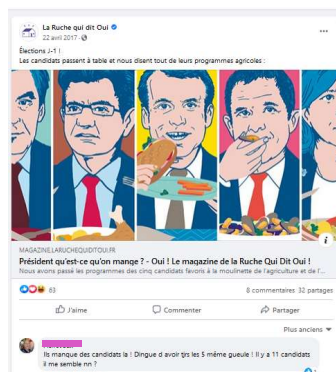 La Ruche qui dit Oui
22 avril 2017
Élections J-1 !
Les candidats passent à table et nous disent tout de leurs programmes agricoles :
MAGAZINE.LARUCHEQUIDITOUI.FR
Président qu'est-ce qu'on mange ? - Oui ! Le magazine de la Ruche Qui Dit Oui !
Nous avons passé les programmes des cinq candidats favoris à la moulinette de l'agriculture et de l'...
63
8 commentaires 32 partages
J'aime
Commenter
Partager
Plus anciens
Ils manque des candidats la ! Dingue d avoir tjrs les 5 même gueule ! Il y a 11 candidats
il me semble nn ?